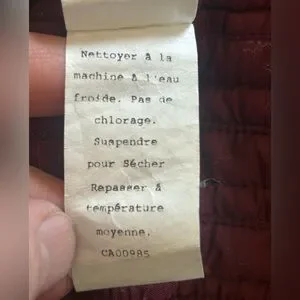 Nettoyer à la
machine à l'eau
froide. Pas de
chlorage.
Suspendre
pour Sécher
Repasser à
température
moyenne.
CA00985